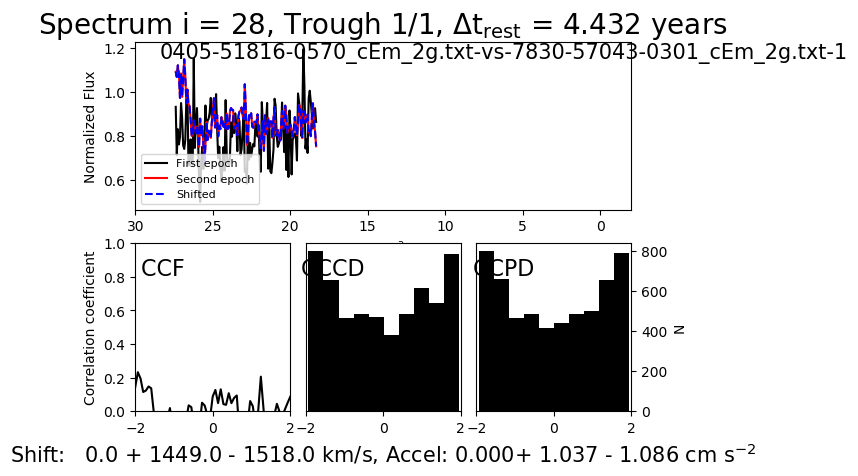 Spectrum i = 28, Trough 1/1, Δt_rest = 4.432 years
0405-51816-0570_cEm_2g.txt-vs-7830-57043-0301_cEm_2g.txt-1
1.2
1.0
0.8
0.6
Normalized Flux
First epoch
Second epoch
Shifted
30 25 20 15 10 5 0
1.0
0.8
0.6
0.4
0.2
0.0
Correlation coefficient
CCF
CCCD
CCPD
800
600
400
200
0
N
−2 0 2
−2 0 2
−2 0 2
Shift: 0.0 + 1449.0 - 1518.0 km/s, Accel: 0.000+ 1.037 - 1.086 cm s⁻²